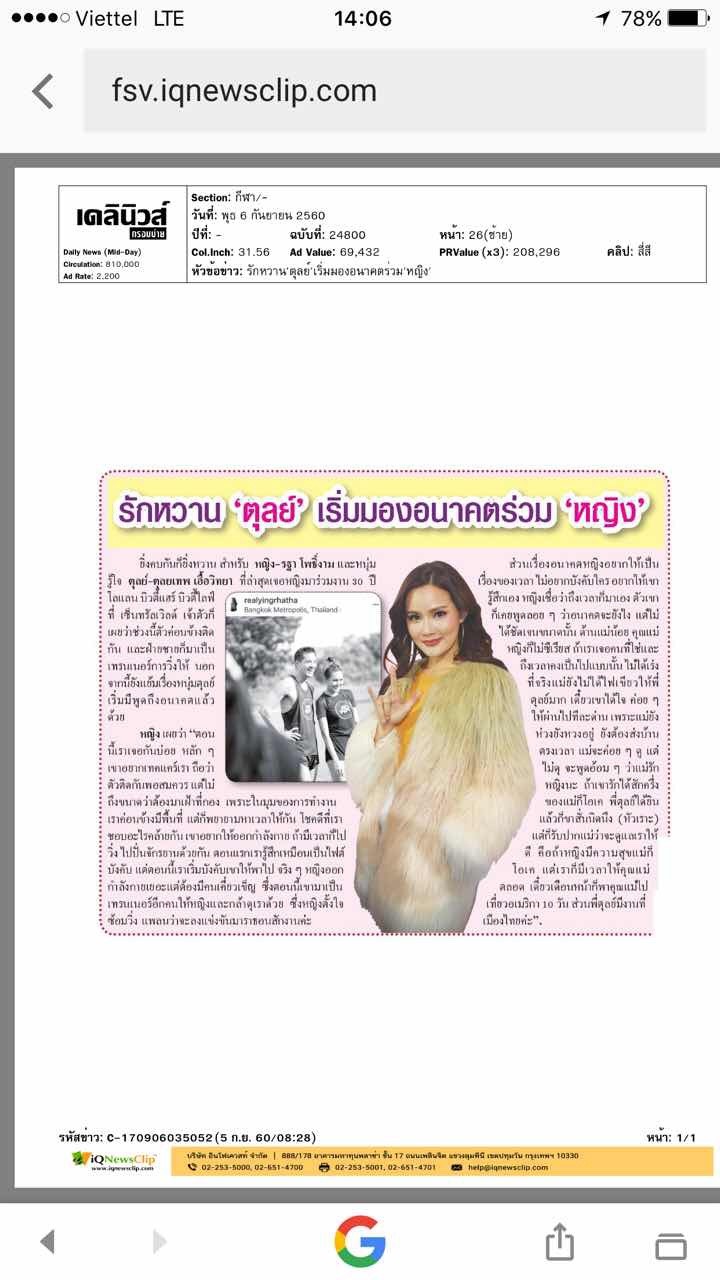 Viettel LTE 14:06 78%
fsv.iqnewsclip.com
เดลินิวส์
กรอบบ่าย
Daily News (Mid-Day)
Circulation: 810,000
Ad Rate: 2,200
Section: กีฬา/-
วันที่: พุธ 6 กันยายน 2560
ปีที่: - ฉบับที่: 24800 หน้า: 26(ซ้าย)
Col.Inch: 31.56 Ad Value: 69,432 PRValue (x3): 208,296 คลิป: สี่สี
หัวข้อข่าว: รักหวาน'ตุลย์'เริ่มมองอนาคตร่วม'หญิง'
รักหวาน ‘ตุลย์’ เริ่มมองอนาคตร่วม ‘หญิง’
ยิ่งคบกันก็ยิ่งหวาน สำหรับ หญิง-รฐา โพธิ์งาม และหนุ่ม
รู้ใจ ตุลย์-ตุลยเทพ เอื้อวิทยา ที่ล่าสุดเจอหญิงมาร่วมงาน 30 ปี
โลแลน บิวตี้แฮร์ บิวตี้ไลฟ์
ที่ เซ็นทรัลเวิลด์ เจ้าตัวก็
เผยว่าช่วงนี้ตัวค่อนข้างติด
กัน และฝ่ายชายก็มาเป็น
เทรนเนอร์การวิ่งให้ นอก
จากนี้ยังแย้มเรื่องหนุ่มตุลย์
เริ่มมีพูดถึงอนาคตแล้ว
ด้วย
หญิง เผยว่า “ตอน
นี้เราเจอกันบ่อย หลัก ๆ
เขาอยากเทคแคร์เรา ถือว่า
ตัวติดกันพอสมควร แต่ไม่
ถึงขนาดว่าต้องมาเฝ้าที่กอง เพราะในมุมของการทำงาน
เราค่อนข้างมีพื้นที่ แต่ก็พยายามหาเวลาให้กัน โชคดีที่เรา
ชอบอะไรคล้ายกัน เขาอยากให้ออกกำลังกาย ถ้ามีเวลาก็ไป
วิ่ง ไปปั่นจักรยานด้วยกัน ตอนแรกเรารู้สึกเหมือนเป็นไฟต์
บังคับ แต่ตอนนี้เราเริ่มบังคับเขาให้พาไป จริง ๆ หญิงออก
กำลังกายเยอะแต่ต้องมีคนเคี่ยวเข็ญ ซึ่งตอนนี้เขามาเป็น
เทรนเนอร์อีกคนให้หญิงและกล้าดุเราด้วย ซึ่งหญิงตั้งใจ
ซ้อมวิ่ง แพลนว่าจะลงแข่งขันมาราธอนสักงานค่ะ
realyingrhatha
Bangkok Metropolis, Thailand
ส่วนเรื่องอนาคตหญิงอยากให้เป็น
เรื่องของเวลา ไม่อยากบังคับใคร อยากให้เขา
รู้สึกเอง หญิงเชื่อว่าถึงเวลาก็มาเอง ตัวเขา
ก็เคยพูดลอย ๆ ว่าอนาคตจะยังไง แต่ไม่
ได้ชัดเจนขนาดนั้น ด้านแม่น้อย คุณแม่
หญิงก็ไม่ซีเรียส ถ้าเราเจอคนที่ใช่และ
ถึงเวลาคงเป็นไปแบบนั้น ไม่ได้เร่ง
ที่จริงแม่ยังไม่ได้ไฟเขียวให้พี่
ตุลย์มาก เดี๋ยวเขาได้ใจ ค่อย ๆ
ให้ผ่านไปทีละด่าน เพราะแม่ยัง
ห่วงยังหวงอยู่ ยังต้องส่งบ้าน
ตรงเวลา แม่จะค่อย ๆ ดู แต่
ไม่ดุ จะพูดอ้อม ๆ ว่าแม่รัก
หญิงนะ ถ้าเขารักได้สักครึ่ง
ของแม่ก็โอเค พี่ตุลย์ได้ยิน
แล้วก็ขาสั่นกิดถึง (หัวเราะ)
แต่ก็รับปากแม่ว่าจะดูแลเราให้
ดี คือถ้าหญิงมีความสุขแม่ก็
โอเค แต่เราก็มีเวลาให้คุณแม่
ตลอด เดี๋ยวเดือนหน้าก็พาคุณแม่ไป
เที่ยวอเมริกา 10 วัน ส่วนพี่ตุลย์มีงานที่
เมืองไทยค่ะ”.
รหัสข่าว: C-170906035052 (5 ก.ย. 60/08:28) หน้า: 1/1
iQNewsClip
www.iqnewsclip.com
บริษัท อินโฟเควสท์ จำกัด | 888/178 อาคารมหาทุนพลาซ่า ชั้น 17 ถนนเพลินจิต แขวงลุมพินี เขตปทุมวัน กรุงเทพฯ 10330
02-253-5000, 02-651-4700 02-253-5001, 02-651-4701 help@iqnewsclip.com